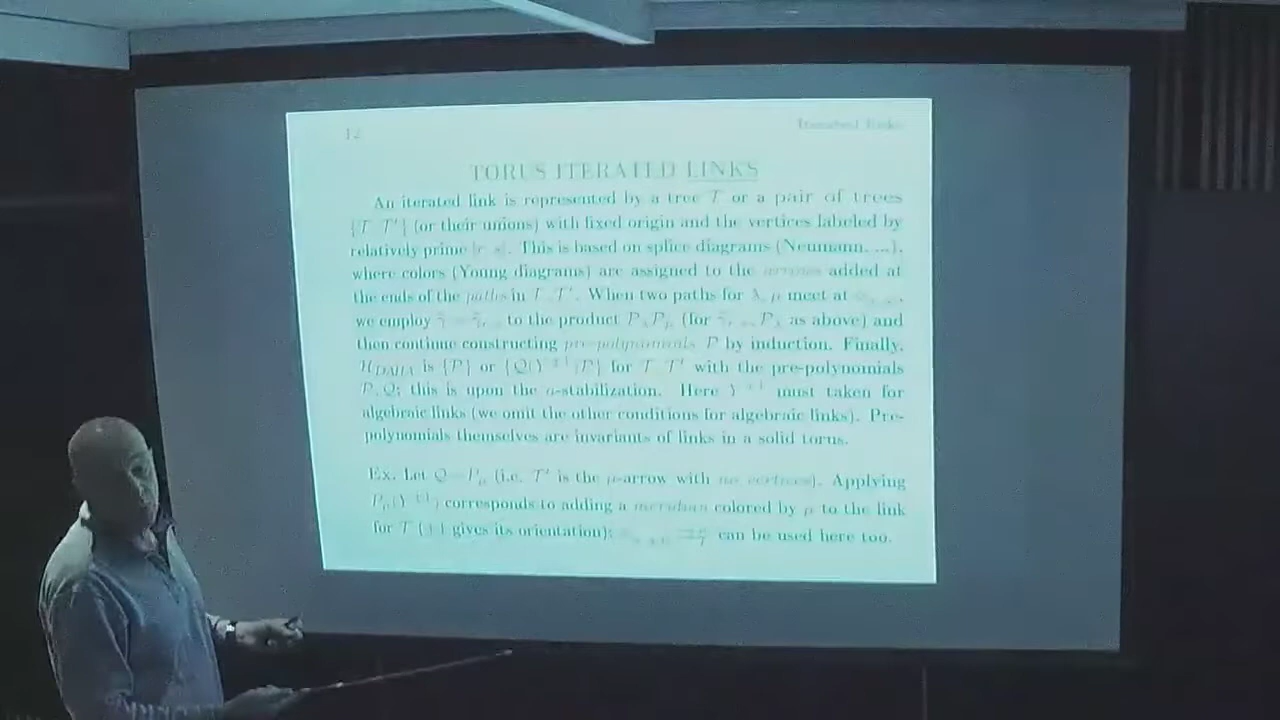 12 Iterated Links
TORUS ITERATED LINKS
An iterated link is represented by a tree T or a pair of trees
{T, T′} (or their unions) with fixed origin and the vertices labeled by
relatively prime [r, s]. This is based on splice diagrams (Neumann, ...),
where colors (Young diagrams) are assigned to the arrows added at
the ends of the paths in T, T′. When two paths for λ, μ meet at
we employ to the product PλPμ (for Pλ as above) and
then continue constructing pre-polynomials P by induction. Finally,
H_DAHA is {P} or {Q(Y ±1)P} for T, T′ with the pre-polynomials
P, Q; this is upon the a-stabilization. Here Y must taken for
algebraic links (we omit the other conditions for algebraic links). Pre-
polynomials themselves are invariants of links in a solid torus.
Ex. Let Q=Pμ (i.e. T′ is the μ-arrow with no vertices). Applying
Pμ(Y ±1) corresponds to adding a meridian colored by μ to the link
for T (±1 gives its orientation); can be used here too.